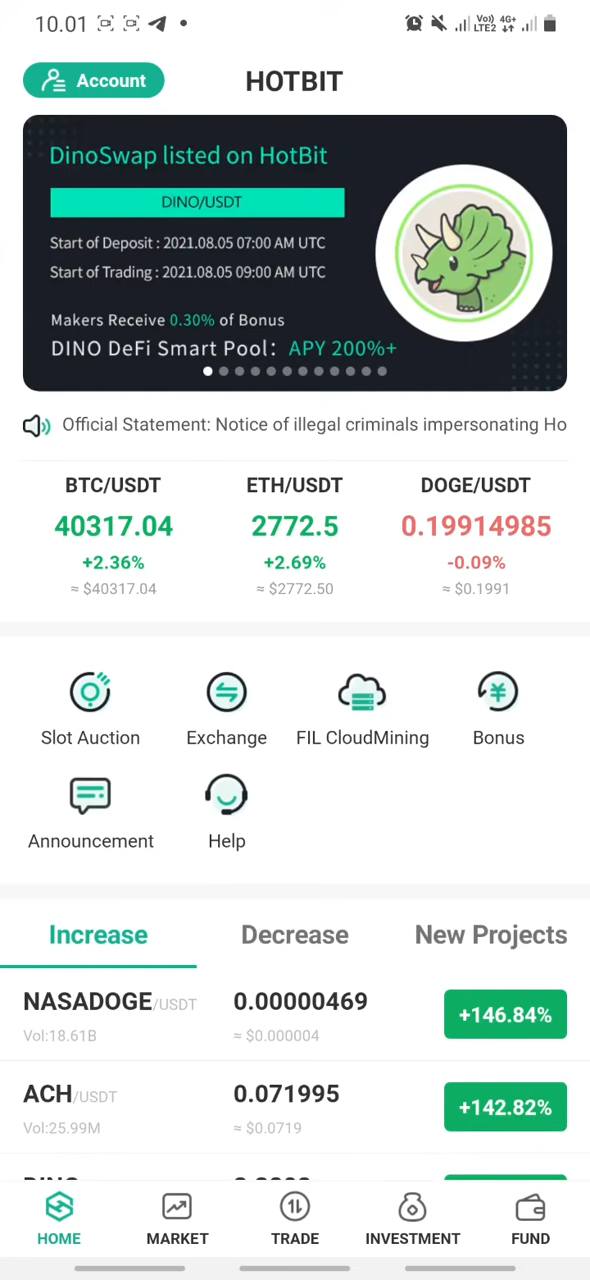 10.01
Vo)) LTE2 4G+
Account
HOTBIT
DinoSwap listed on HotBit
DINO/USDT
Start of Deposit : 2021.08.05 07:00 AM UTC
Start of Trading : 2021.08.05 09:00 AM UTC
Makers Receive 0.30% of Bonus
DINO DeFi Smart Pool: APY 200%+
Official Statement: Notice of illegal criminals impersonating Ho
BTC/USDT ETH/USDT DOGE/USDT
40317.04 2772.5 0.19914985
+2.36% +2.69% -0.09%
≈ $40317.04 ≈ $2772.50 ≈ $0.1991
Slot Auction Exchange FIL CloudMining Bonus
Announcement Help
Increase Decrease New Projects
NASADOGE/USDT 0.00000469 +146.84%
Vol:18.61B ≈ $0.000004
ACH/USDT 0.071995 +142.82%
Vol:25.99M ≈ $0.0719
HOME MARKET TRADE INVESTMENT FUND